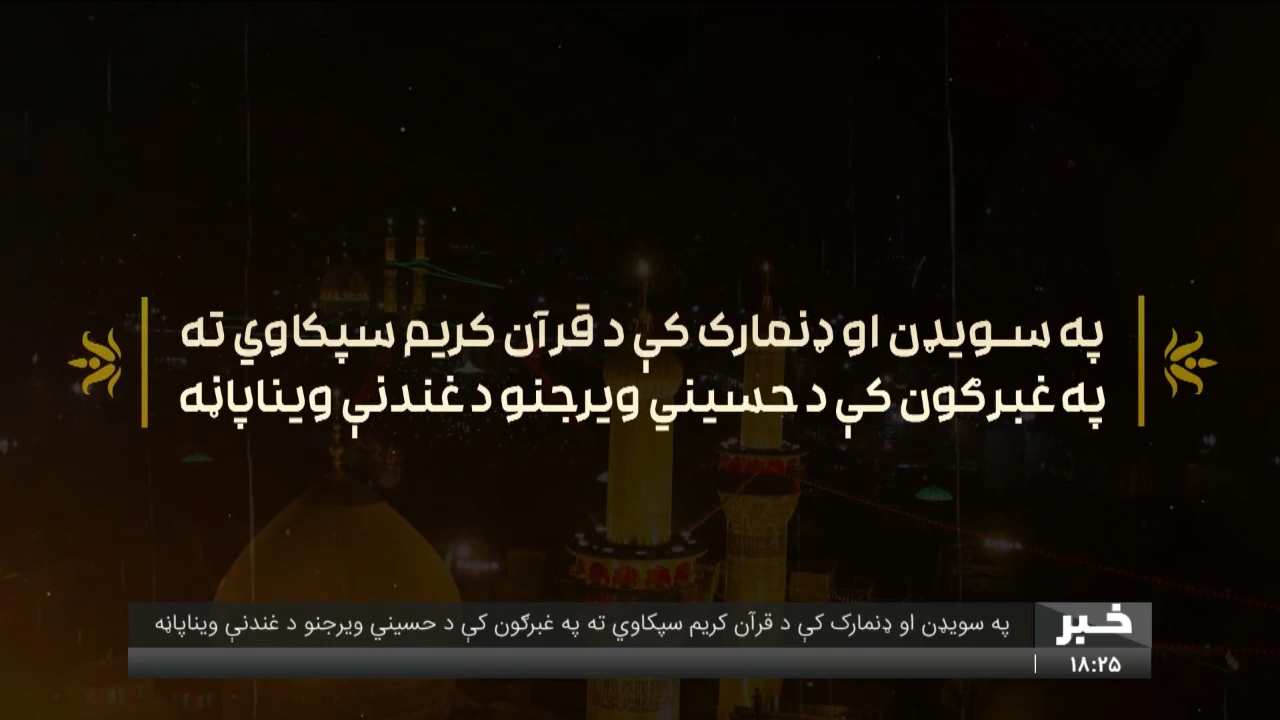 په سویډن او ډنمارک کې د قرآن کریم سپکاوي ته
په غبرګون کې د حسیني ویرجنو د غندنې ویناپاڼه
په سویډن او ډنمارک کې د قرآن کریم سپکاوي ته په غبرګون کې د حسیني ویرجنو د غندنې ویناپاڼه
خبر
۱۸:۲۵